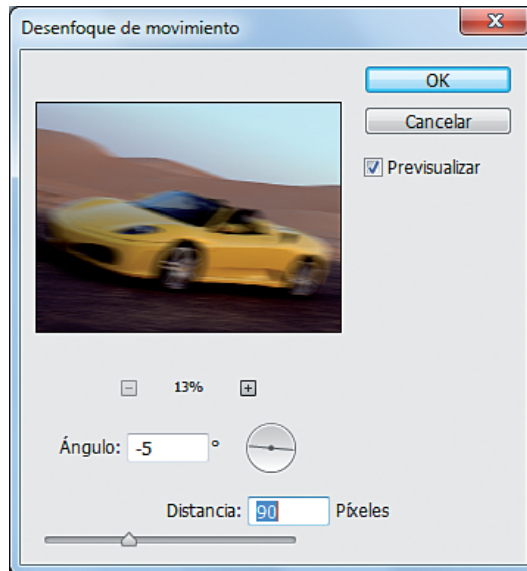 Desenfoque de movimiento
OK
Cancelar
Previsualizar
13%
Ángulo: -5 °
Distancia: 90 Píxeles